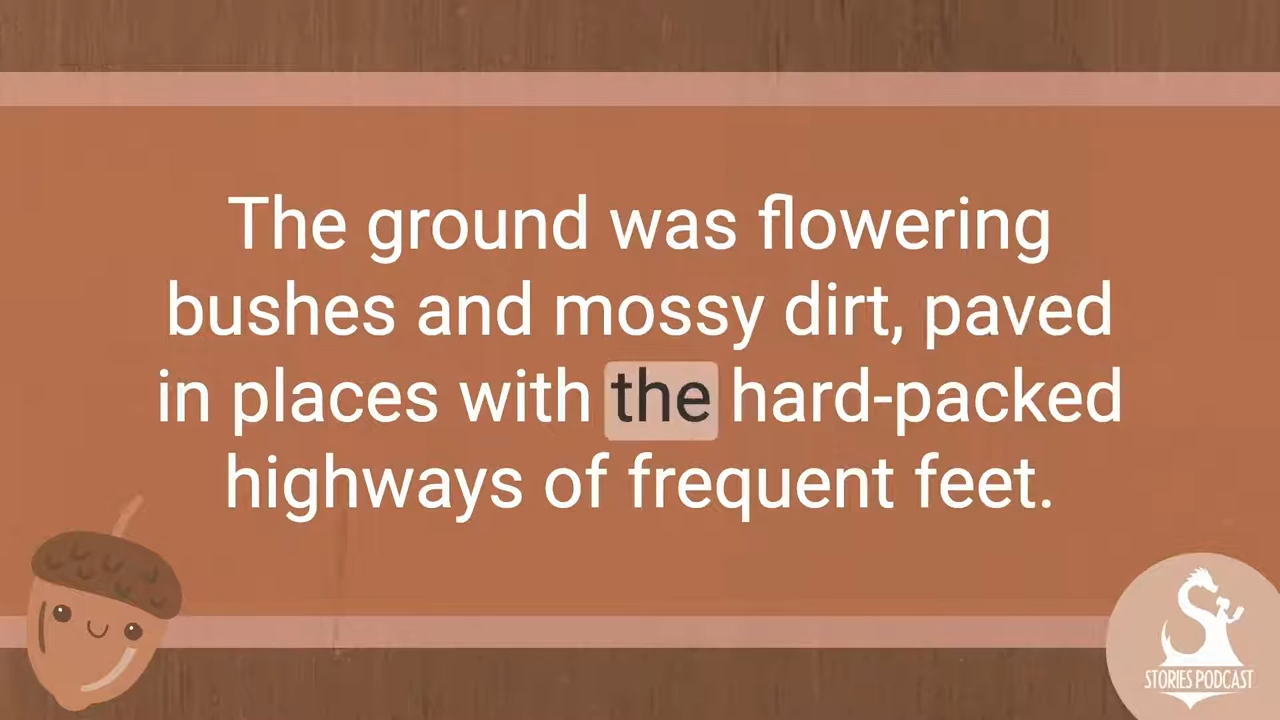 The ground was flowering
bushes and mossy dirt, paved
in places with the hard-packed
highways of frequent feet.
STORIES PODCAST